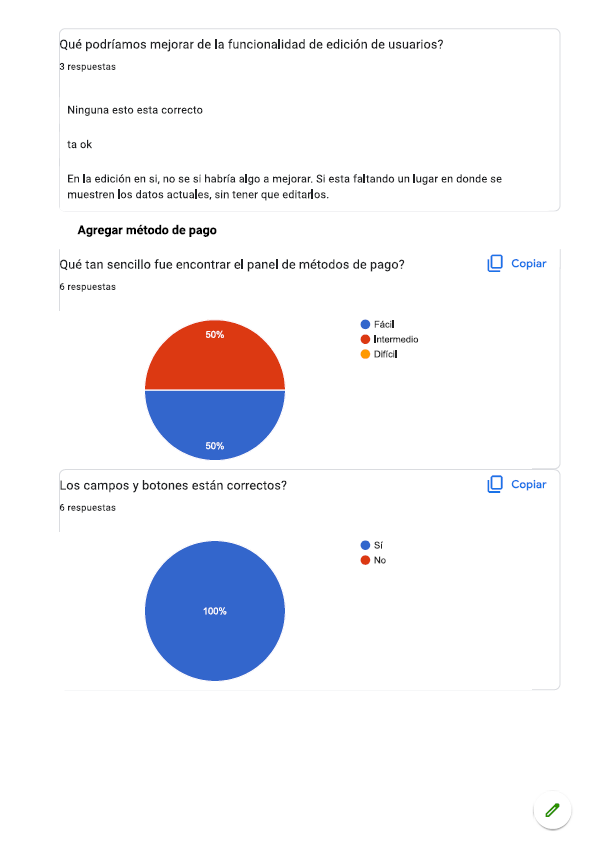 Qué podríamos mejorar de la funcionalidad de edición de usuarios?
3 respuestas
Ninguna esto esta correcto
ta ok
En la edición en si, no se si habría algo a mejorar. Si esta faltando un lugar en donde se
muestren los datos actuales, sin tener que editarlos.
Agregar método de pago
Qué tan sencillo fue encontrar el panel de métodos de pago?
Copiar
6 respuestas
50%
50%
Fácil
Intermedio
Difícil
Los campos y botones están correctos?
Copiar
6 respuestas
100%
Sí
No